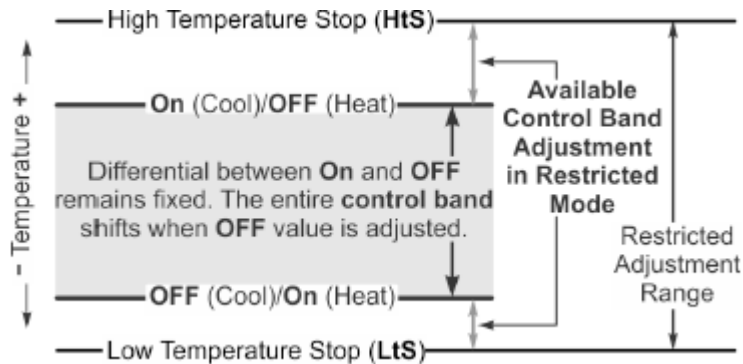 High Temperature Stop (HtS)
− Temperature +
On (Cool)/OFF (Heat)
Differential between On and OFF
remains fixed. The entire control band
shifts when OFF value is adjusted.
OFF (Cool)/On (Heat)
Low Temperature Stop (LtS)
Available
Control Band
Adjustment
in Restricted
Mode
Restricted
Adjustment
Range